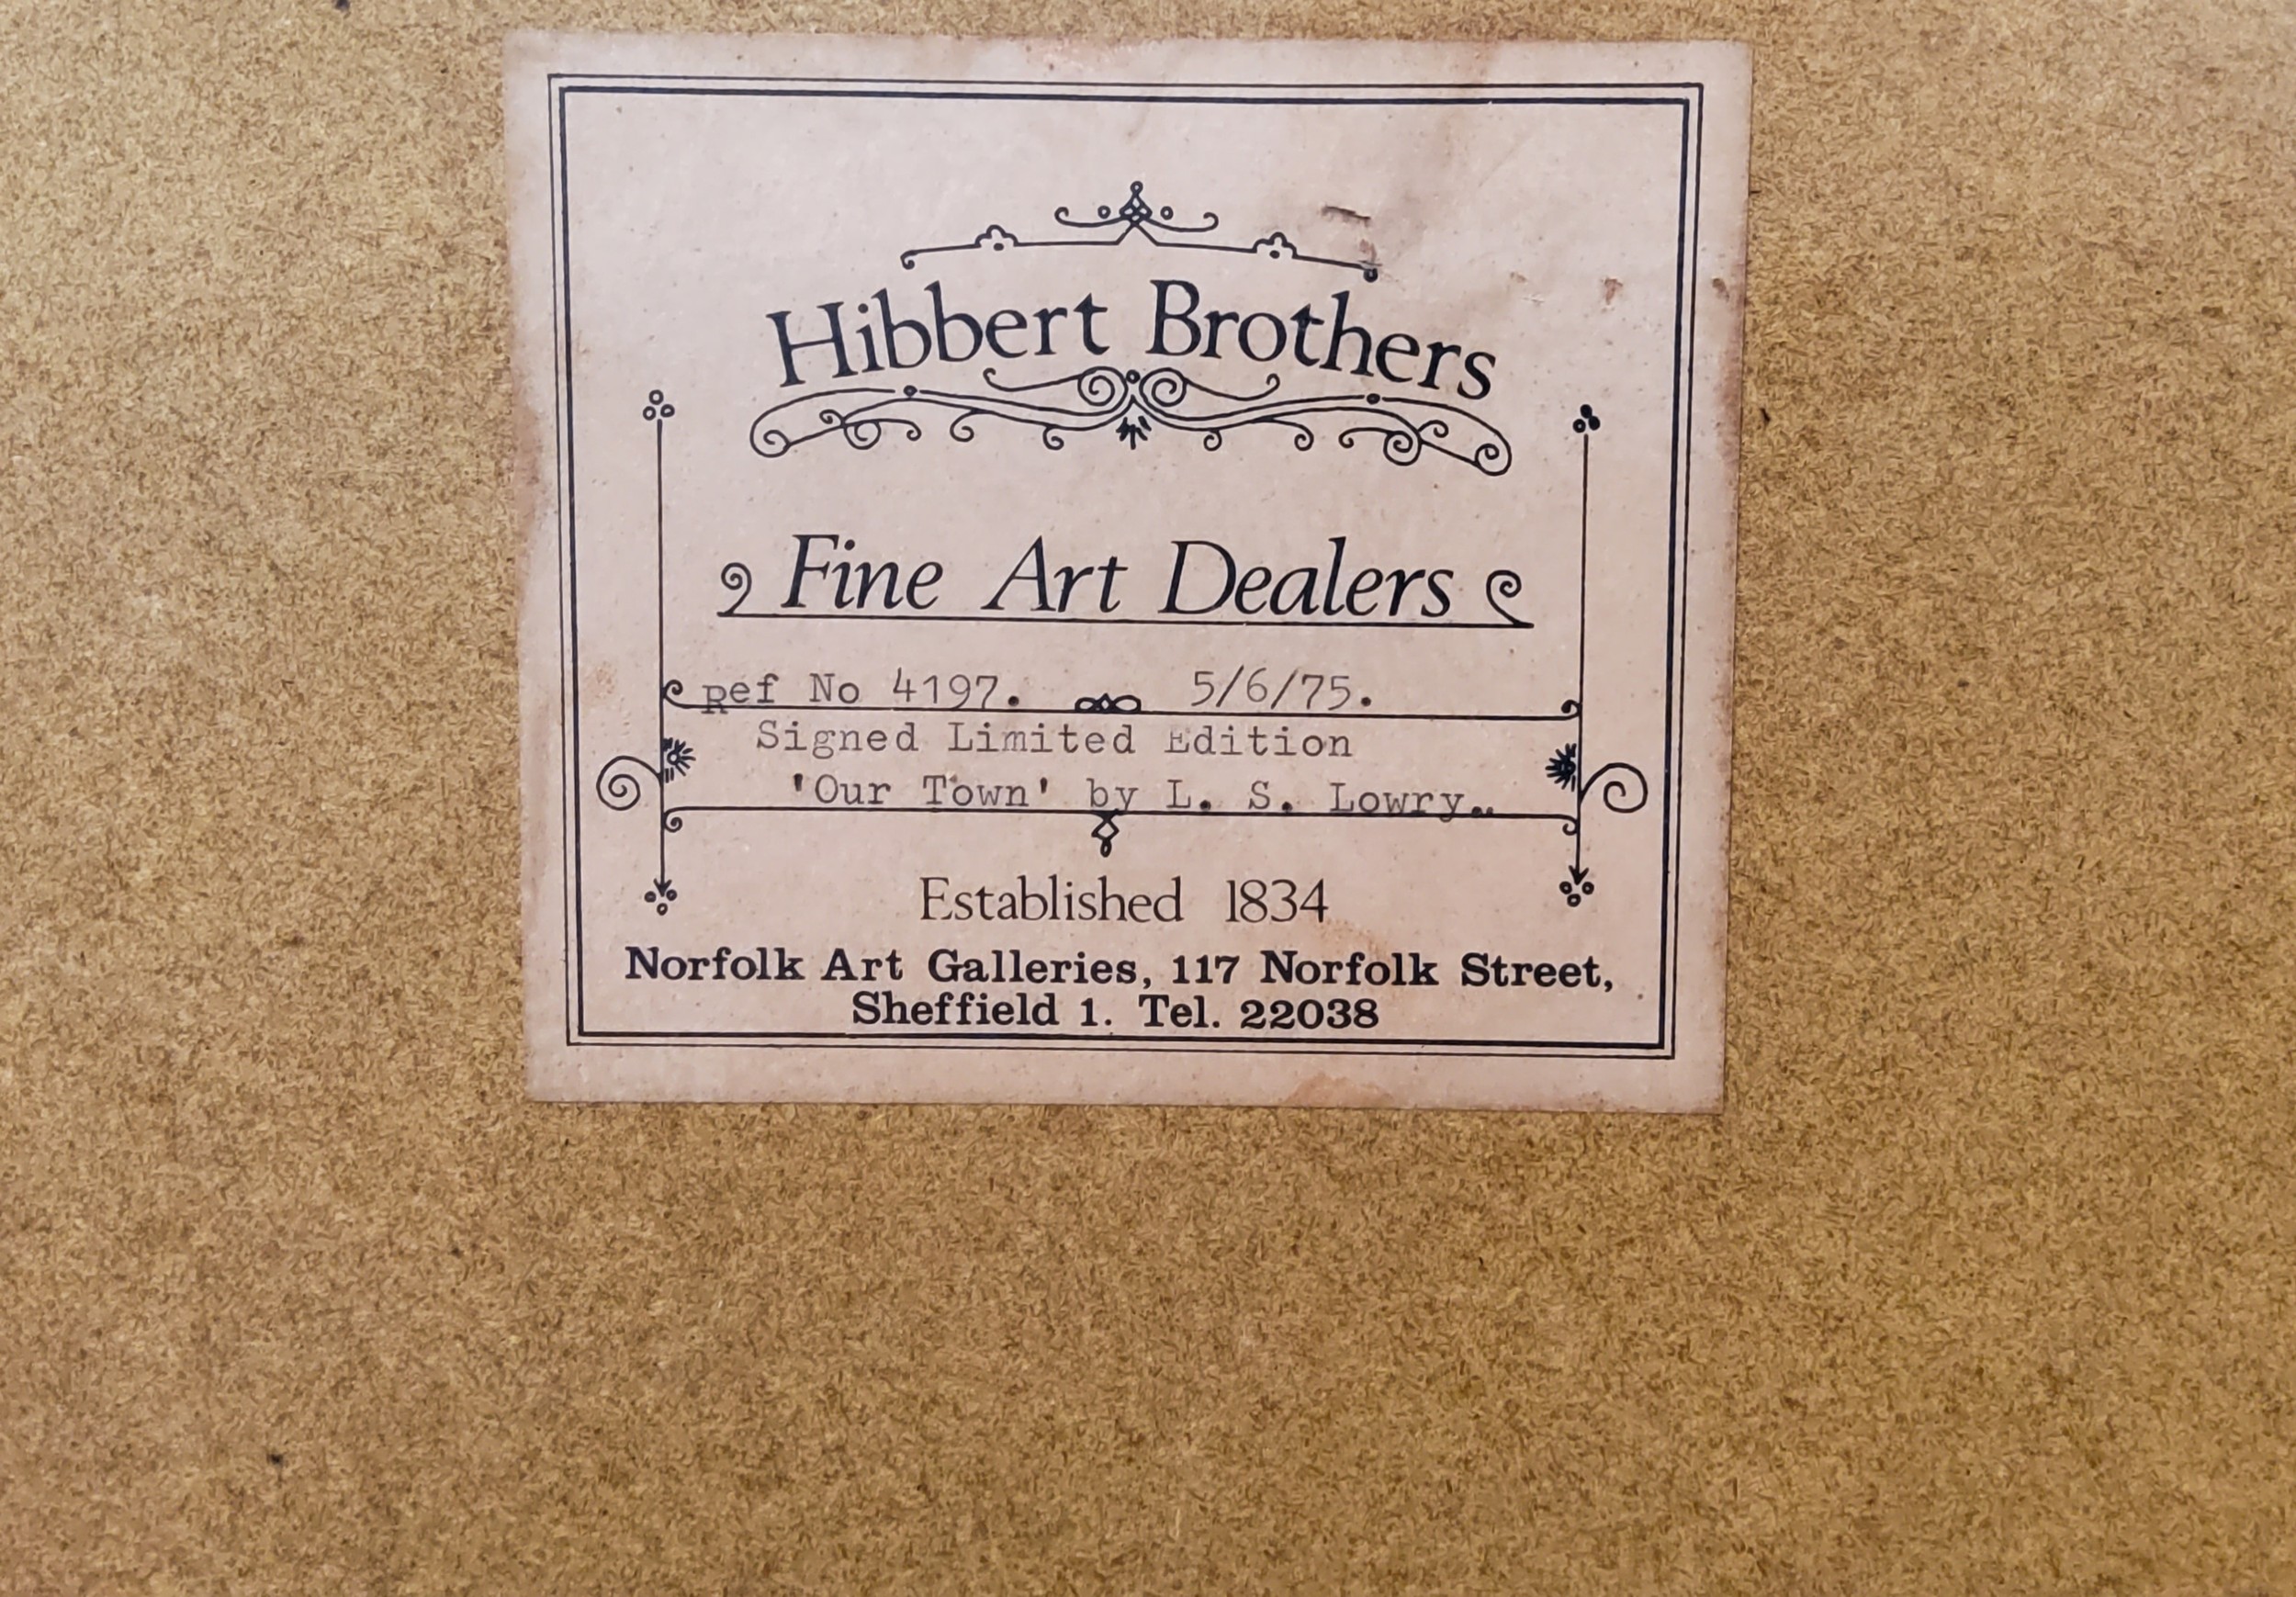 Hibbert Brothers
Fine Art Dealers
Ref No 4197. 5/6/75.
Signed Limited Edition
'Our Town' by L. S. Lowry..
Established 1834
Norfolk Art Galleries, 117 Norfolk Street,
Sheffield 1. Tel. 22038